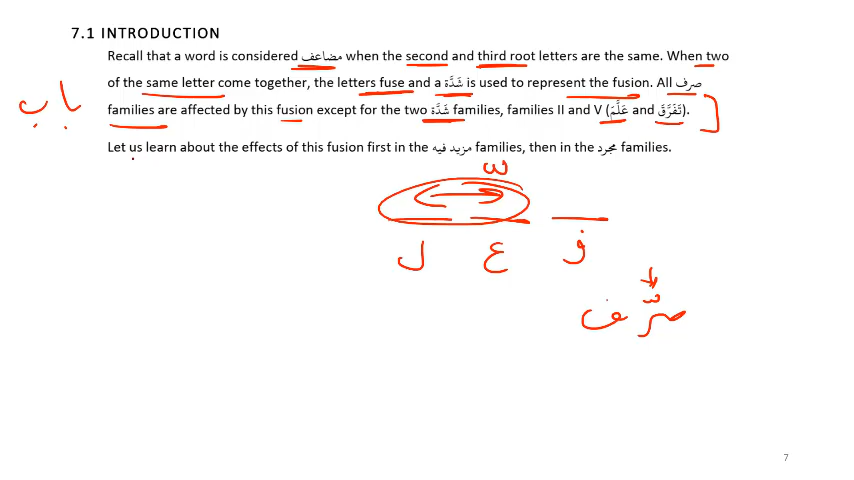 7.1 INTRODUCTION
Recall that a word is considered مضاعف when the second and third root letters are the same. When two
of the same letter come together, the letters fuse and a شَدَّة is used to represent the fusion. All صرف
families are affected by this fusion except for the two شَدَّة families, families II and V (عَلَّمَ and تَفَرَّقَ).
باب
Let us learn about the effects of this fusion first in the مزيد فيه families, then in the مجرد families.
ف ع ل
صرّف
7